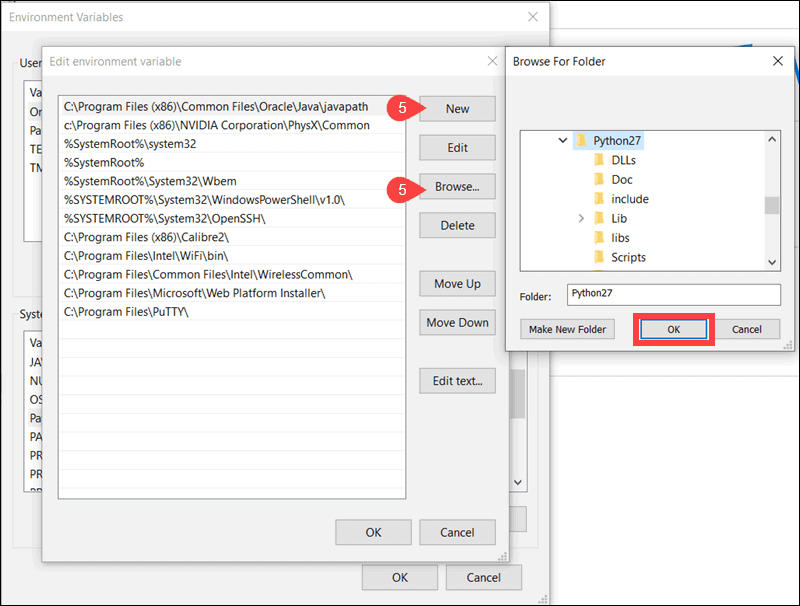 Environment Variables
User
Va
Or
Pa
TE
TM
Syste
Va
JA
NU
OS
Pa
PA
PR
PR
OK
Cancel
Edit environment variable
C:\Program Files (x86)\Common Files\Oracle\Java\javapath
c:\Program Files (x86)\NVIDIA Corporation\PhysX\Common
%SystemRoot%\system32
%SystemRoot%
%SystemRoot%\System32\Wbem
%SYSTEMROOT%\System32\WindowsPowerShell\v1.0\
%SYSTEMROOT%\System32\OpenSSH\
C:\Program Files (x86)\Calibre2\
C:\Program Files\Intel\WiFi\bin\
C:\Program Files\Common Files\Intel\WirelessCommon\
C:\Program Files\Microsoft\Web Platform Installer\
C:\Program Files\PuTTY\
5
New
Edit
5
Browse...
Delete
Move Up
Move Down
Edit text...
OK
Cancel
Browse For Folder
Python27
DLLs
Doc
include
Lib
libs
Scripts
Folder:
Python27
Make New Folder
OK
Cancel